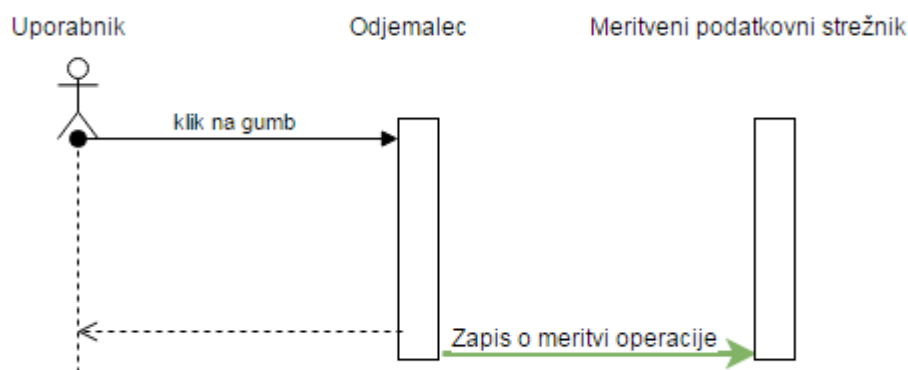 Uporabnik
Odjemalec
Meritveni podatkovni strežnik
klik na gumb
Zapis o meritvi operacije